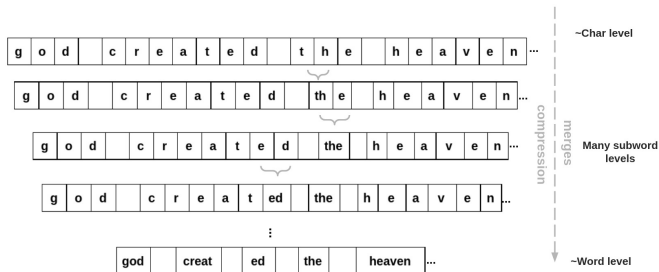 ~Char level
g o d c r e a t e d t h e h e a v e n ...
g o d c r e a t e d th e h e a v e n ...
g o d c r e a t e d the h e a v e n ...
g o d c r e a t ed the h e a v e n ...
⋮
god creat ed the heaven ...
compression
merges
Many subword
levels
~Word level